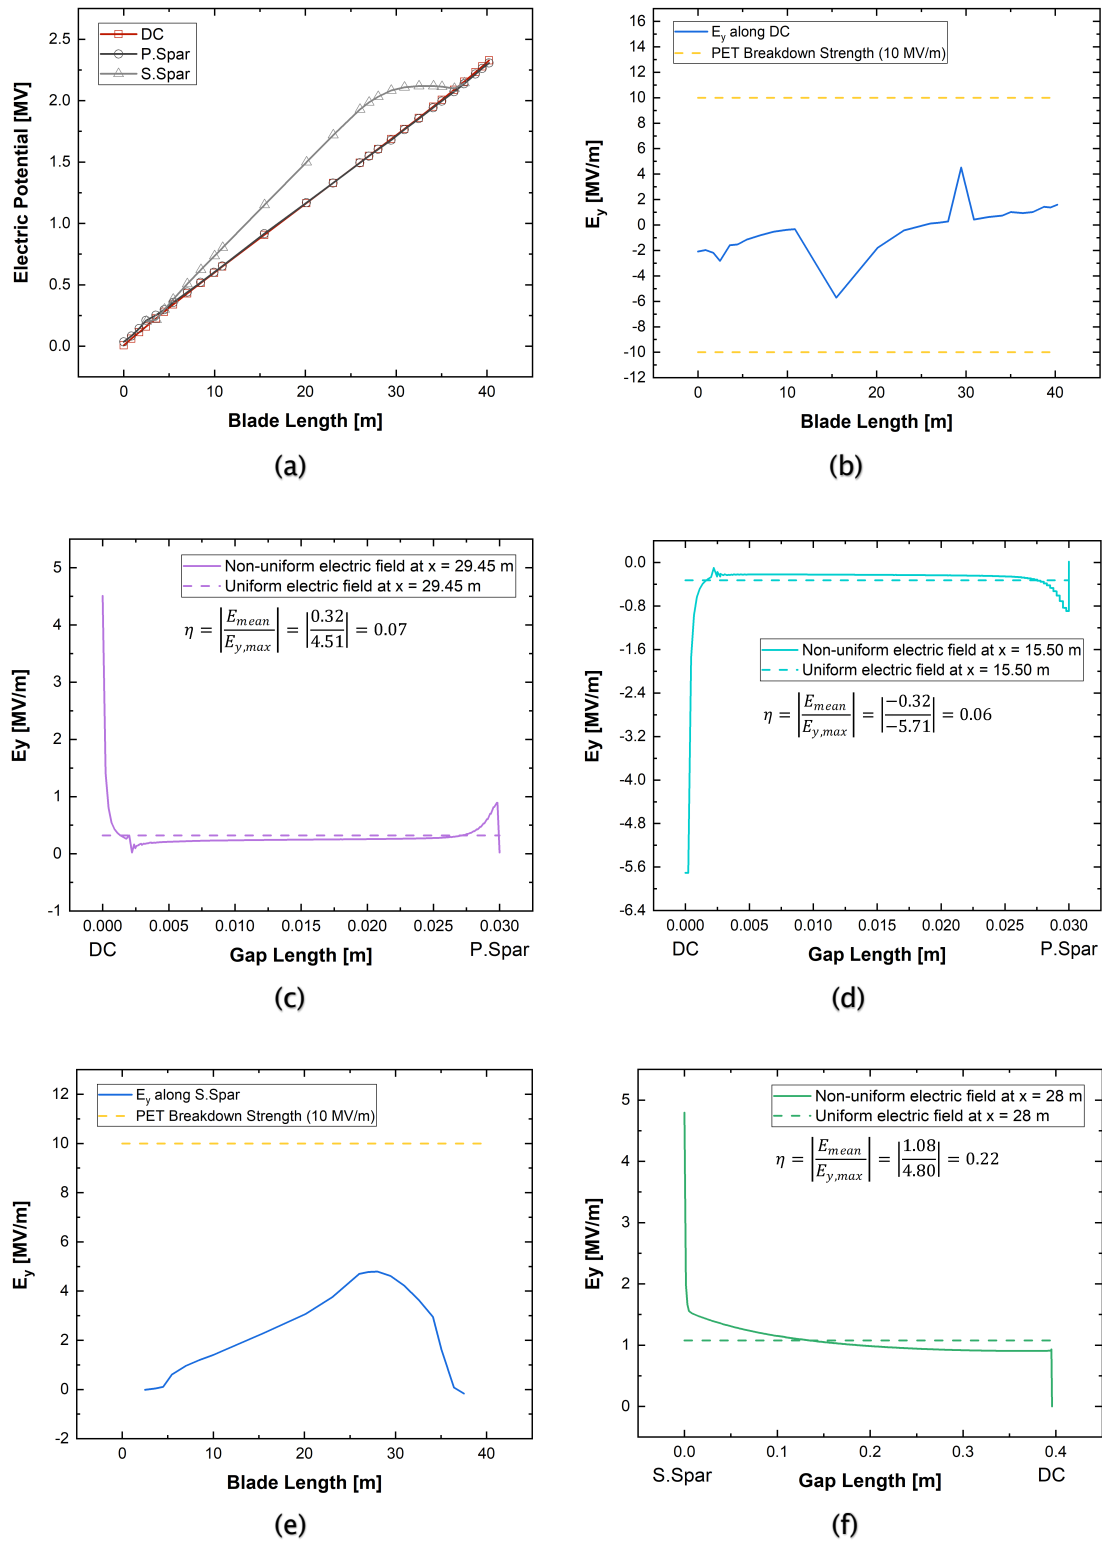 DC
P.Spar
S.Spar
2.5
2.0
1.5
1.0
0.5
0.0
Electric Potential [MV]
0 10 20 30 40
Blade Length [m]
(a)
E_y along DC
PET Breakdown Strength (10 MV/m)
16
14
12
10
8
6
4
2
0
-2
-4
-6
-8
-10
-12
E_y [MV/m]
0 10 20 30 40
Blade Length [m]
(b)
Non-uniform electric field at x = 29.45 m
Uniform electric field at x = 29.45 m
η = |E_mean / E_y,max| = |0.32 / 4.51| = 0.07
5
4
3
2
1
0
-1
Ey [MV/m]
0.000 0.005 0.010 0.015 0.020 0.025 0.030
DC Gap Length [m] P.Spar
(c)
Non-uniform electric field at x = 15.50 m
Uniform electric field at x = 15.50 m
η = |E_mean / E_y,max| = |−0.32 / −5.71| = 0.06
0.0
-0.8
-1.6
-2.4
-3.2
-4.0
-4.8
-5.6
-6.4
Ey [MV/m]
0.000 0.005 0.010 0.015 0.020 0.025 0.030
DC Gap Length [m] P.Spar
(d)
E_y along S.Spar
PET Breakdown Strength (10 MV/m)
12
10
8
6
4
2
0
-2
E_y [MV/m]
0 10 20 30 40
Blade Length [m]
(e)
Non-uniform electric field at x = 28 m
Uniform electric field at x = 28 m
η = |E_mean / E_y,max| = |1.08 / 4.80| = 0.22
5
4
3
2
1
0
Ey [MV/m]
0.0 0.1 0.2 0.3 0.4
S.Spar Gap Length [m] DC
(f)